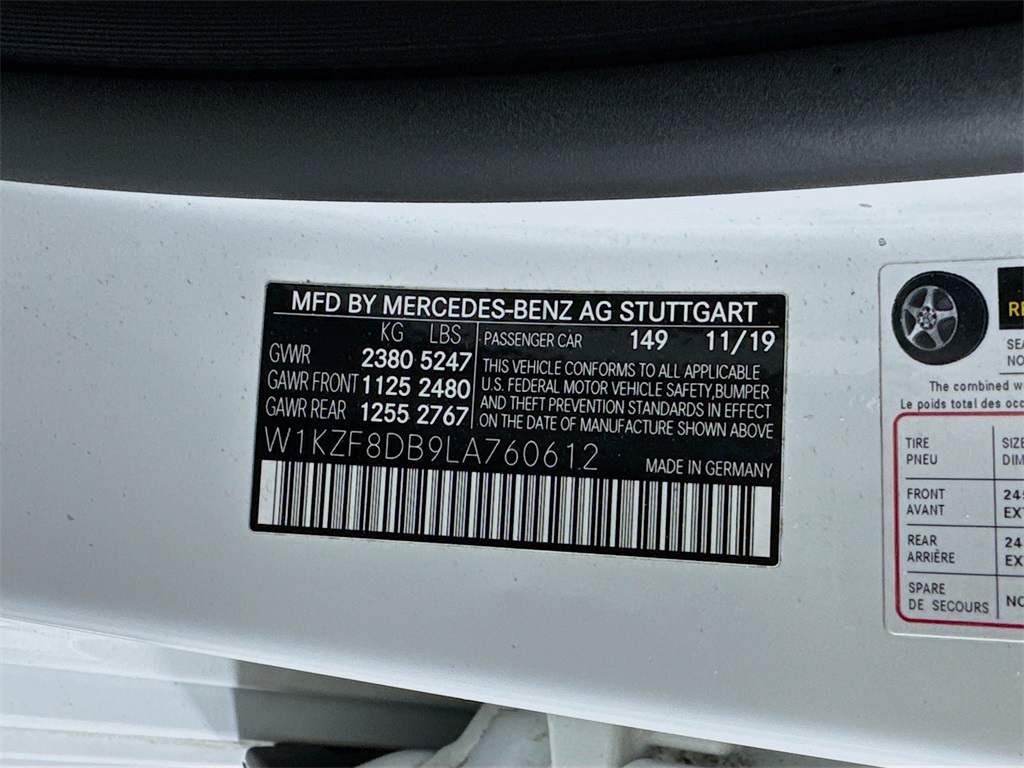 MFD BY MERCEDES-BENZ AG STUTTGART
KG LBS
GVWR 2380 5247
GAWR FRONT 1125 2480
GAWR REAR 1255 2767
PASSENGER CAR 149 11/19
THIS VEHICLE CONFORMS TO ALL APPLICABLE
U.S. FEDERAL MOTOR VEHICLE SAFETY, BUMPER
AND THEFT PREVENTION STANDARDS IN EFFECT
ON THE DATE OF MANUFACTURE SHOWN ABOVE
W1KZF8DB9LA760612
MADE IN GERMANY
The combined
Le poids total des
TIRE
PNEU
FRONT
AVANT
REAR
ARRIÈRE
SPARE
DE SECOURS